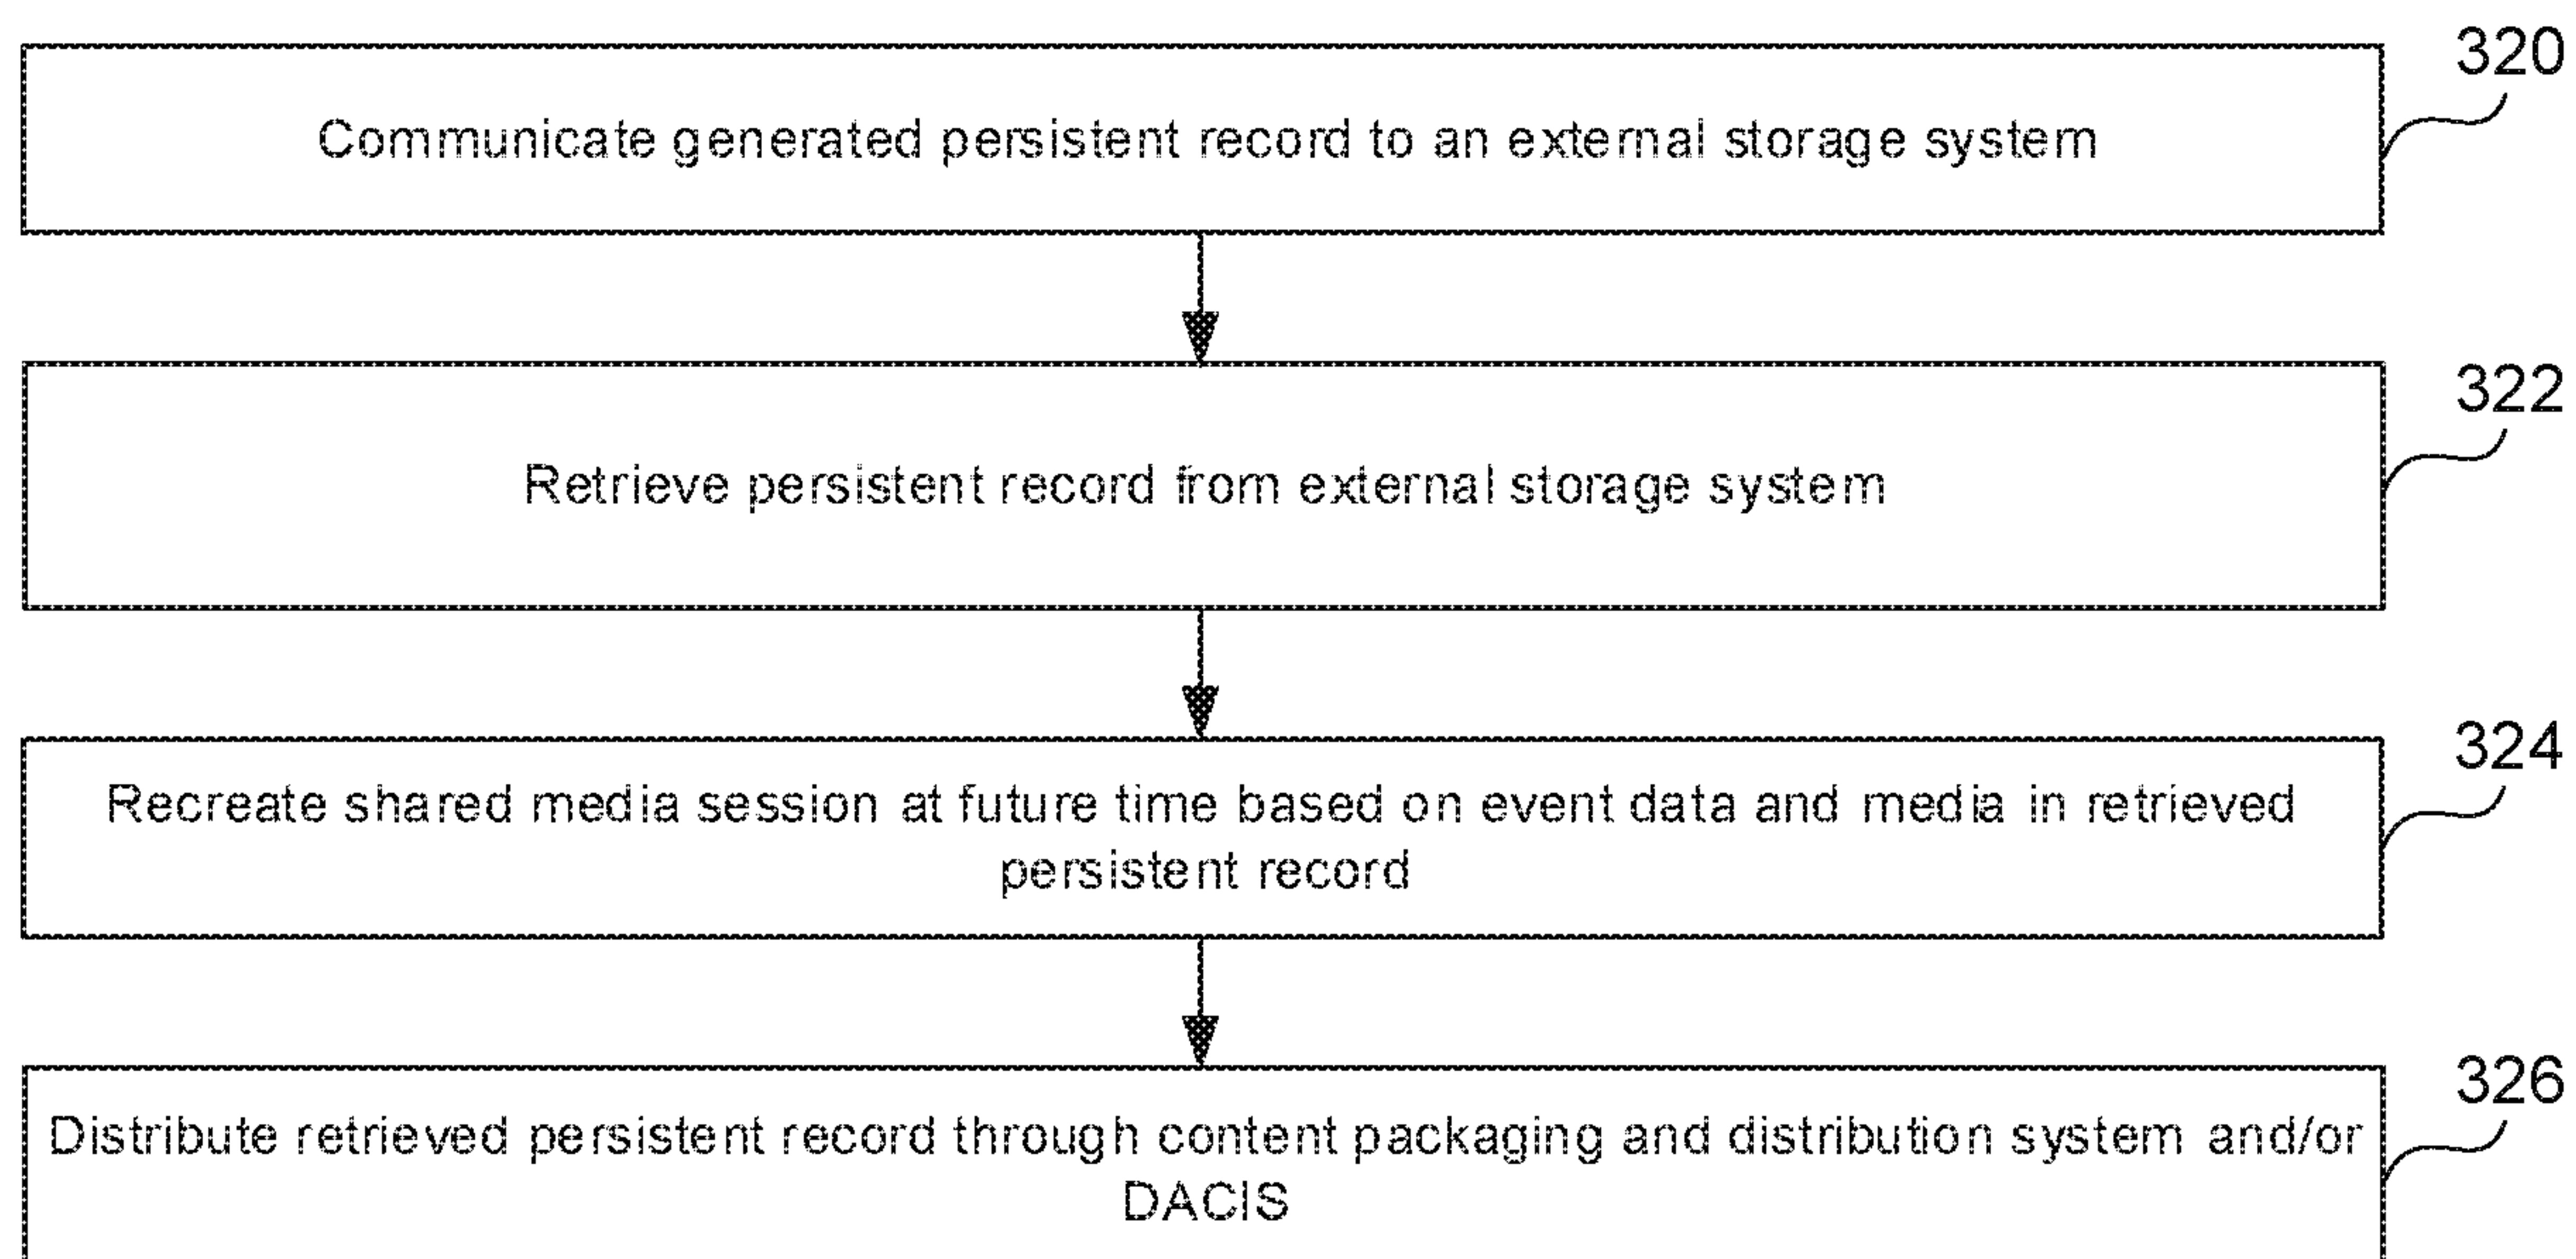 320
Communicate generated persistent record to an external storage system
322
Retrieve persistent record from external storage system
324
Recreate shared media session at future time based on event data and media in retrieved
persistent record
326
Distribute retrieved persistent record through content packaging and distribution system and/or
DACIS